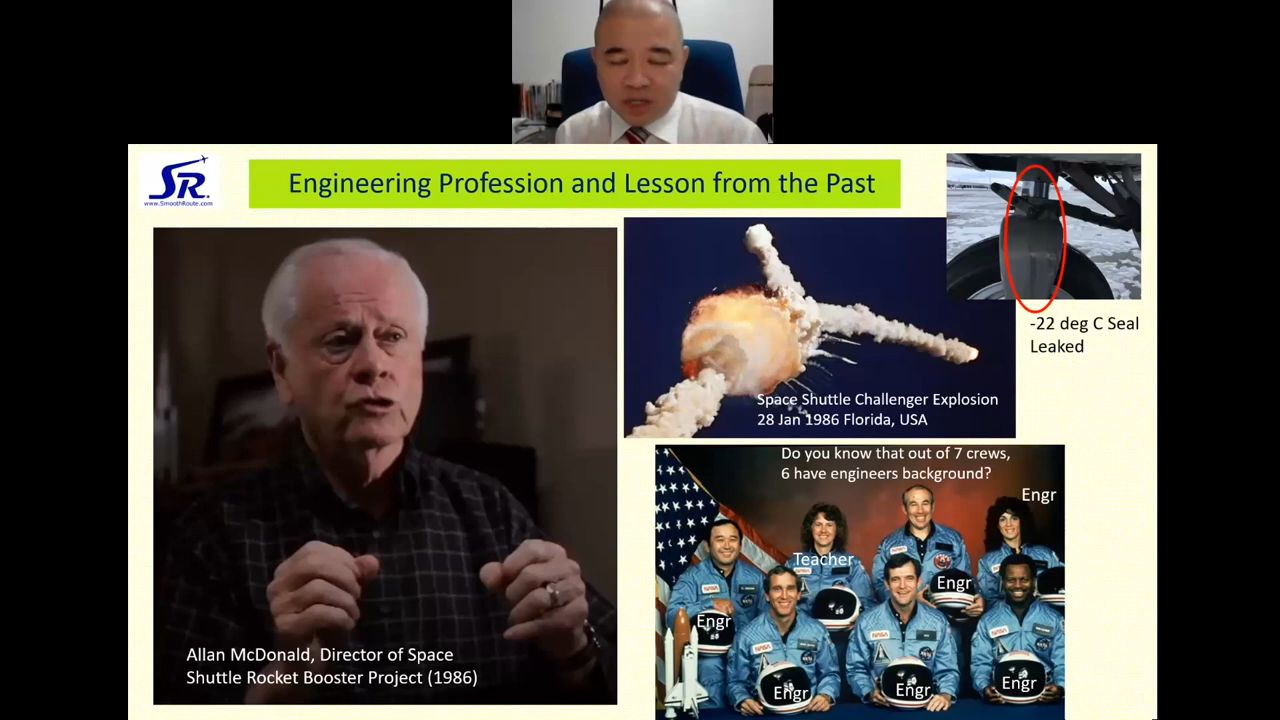 SR.
www.SmoothRoute.com
Engineering Profession and Lesson from the Past
-22 deg C Seal
Leaked
Space Shuttle Challenger Explosion
28 Jan 1986 Florida, USA
Do you know that out of 7 crews,
6 have engineers background?
Engr
Teacher
Engr
Engr
Engr
Engr
Engr
Allan McDonald, Director of Space
Shuttle Rocket Booster Project (1986)